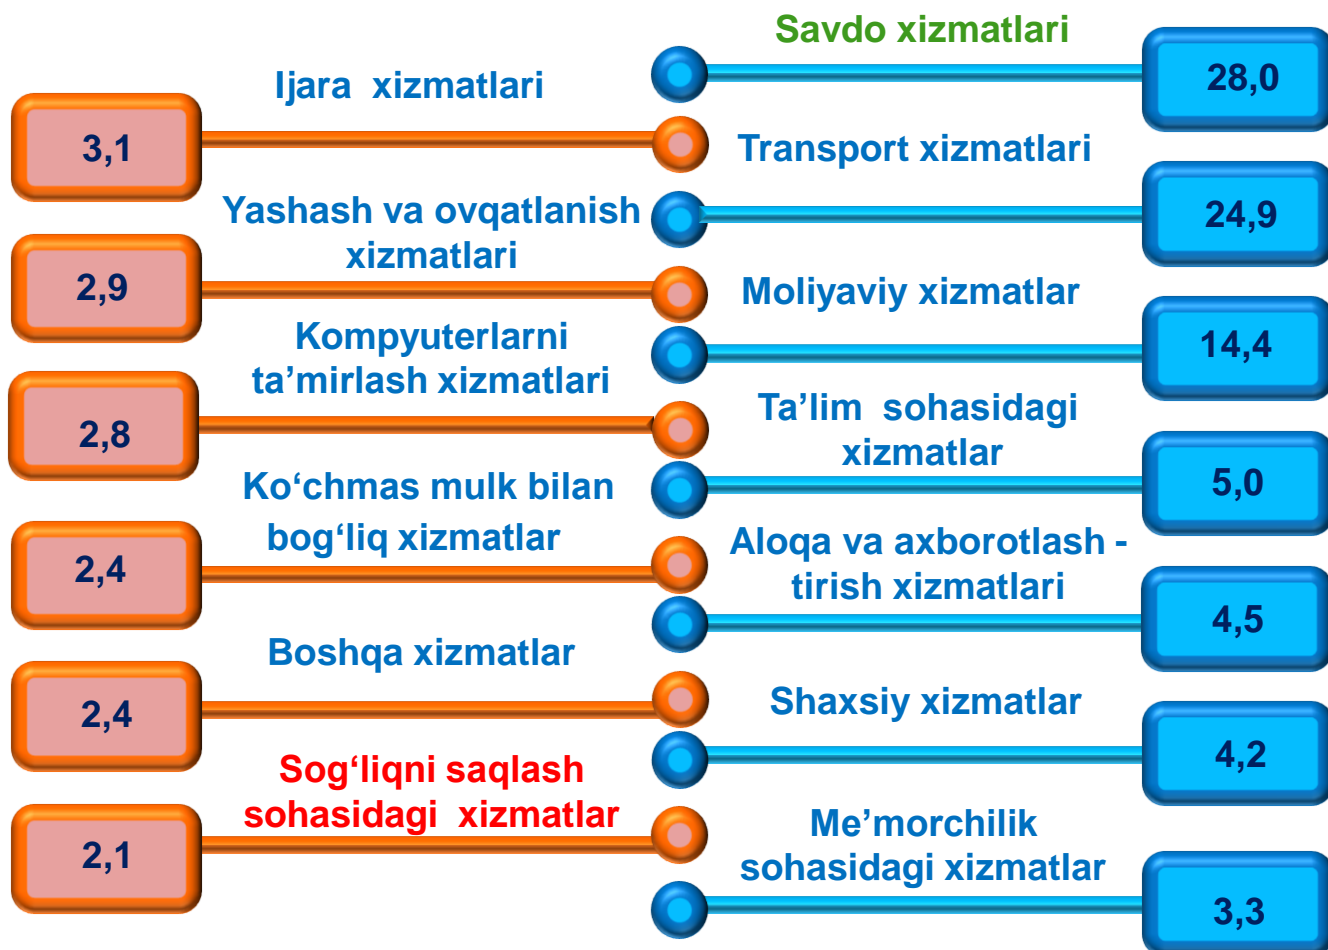 Savdo xizmatlari
28,0
Ijara xizmatlari
3,1
Transport xizmatlari
24,9
Yashash va ovqatlanish
xizmatlari
2,9
Moliyaviy xizmatlar
14,4
Kompyuterlarni
ta’mirlash xizmatlari
2,8
Ta’lim sohasidagi
xizmatlar
5,0
Ko‘chmas mulk bilan
bog‘liq xizmatlar
2,4
Aloqa va axborotlash -
tirish xizmatlari
4,5
Boshqa xizmatlar
2,4
Shaxsiy xizmatlar
4,2
Sog‘liqni saqlash
sohasidagi xizmatlar
2,1
Me’morchilik
sohasidagi xizmatlar
3,3